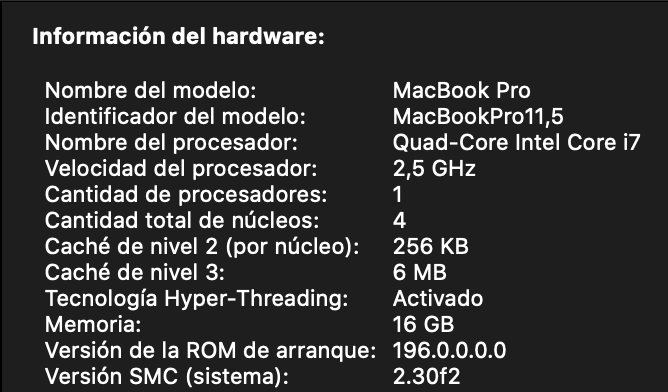 Información del hardware:
Nombre del modelo: MacBook Pro
Identificador del modelo: MacBookPro11,5
Nombre del procesador: Quad-Core Intel Core i7
Velocidad del procesador: 2,5 GHz
Cantidad de procesadores: 1
Cantidad total de núcleos: 4
Caché de nivel 2 (por núcleo): 256 KB
Caché de nivel 3: 6 MB
Tecnología Hyper-Threading: Activado
Memoria: 16 GB
Versión de la ROM de arranque: 196.0.0.0.0
Versión SMC (sistema): 2.30f2